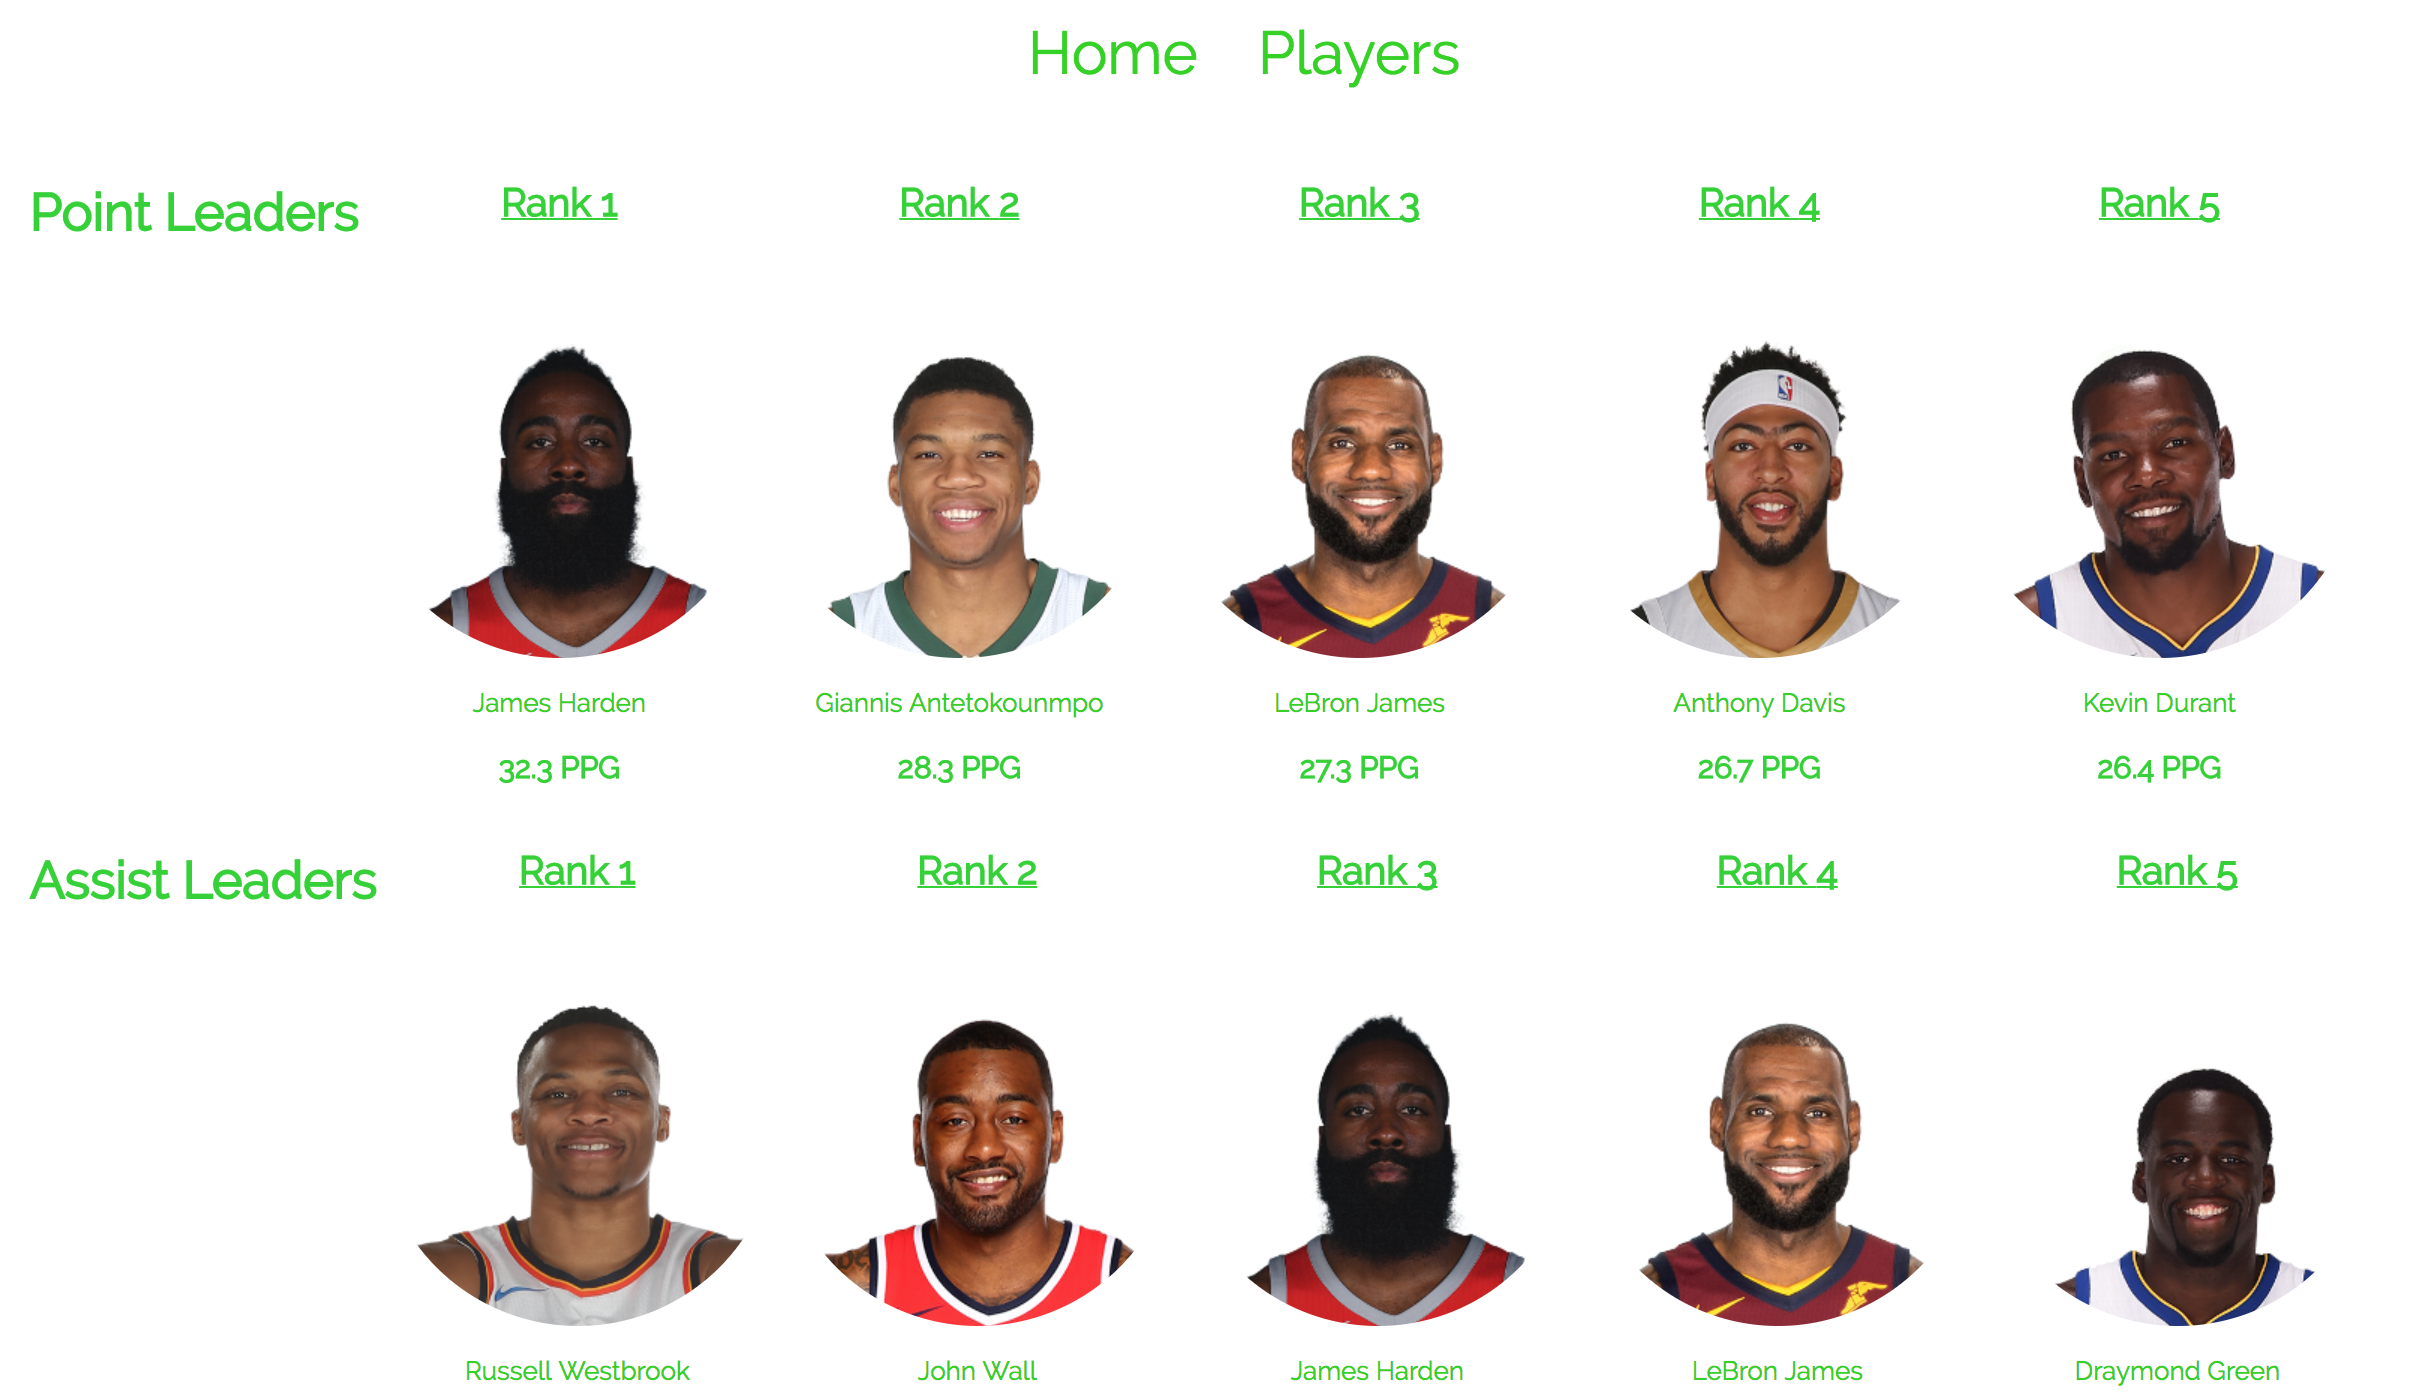 Home Players
Point Leaders Rank 1 Rank 2 Rank 3 Rank 4 Rank 5
James Harden Giannis Antetokounmpo LeBron James Anthony Davis Kevin Durant
32.3 PPG 28.3 PPG 27.3 PPG 26.7 PPG 26.4 PPG
Assist Leaders Rank 1 Rank 2 Rank 3 Rank 4 Rank 5
Russell Westbrook John Wall James Harden LeBron James Draymond Green